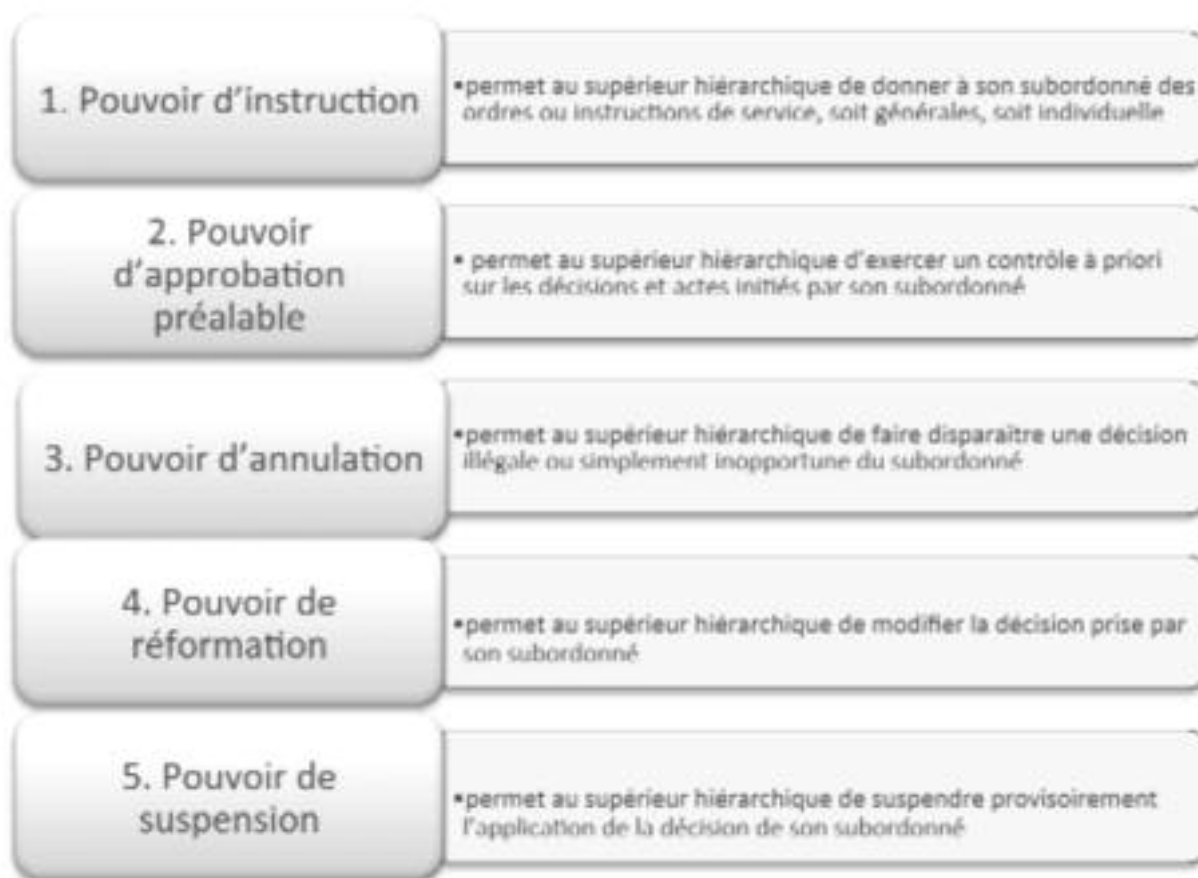 1. Pouvoir d'instruction
▪permet au supérieur hiérarchique de donner à son subordonné des
ordres ou instructions de service, soit générales, soit individuelle
2. Pouvoir
d'approbation
préalable
▪ permet au supérieur hiérarchique d'exercer un contrôle à priori
sur les décisions et actes initiés par son subordonné
3. Pouvoir d'annulation
▪permet au supérieur hiérarchique de faire disparaître une décision
illégale ou simplement inopportune du subordonné
4. Pouvoir de
réformation
▪permet au supérieur hiérarchique de modifier la décision prise par
son subordonné
5. Pouvoir de
suspension
▪permet au supérieur hiérarchique de suspendre provisoirement
l'application de la décision de son subordonné